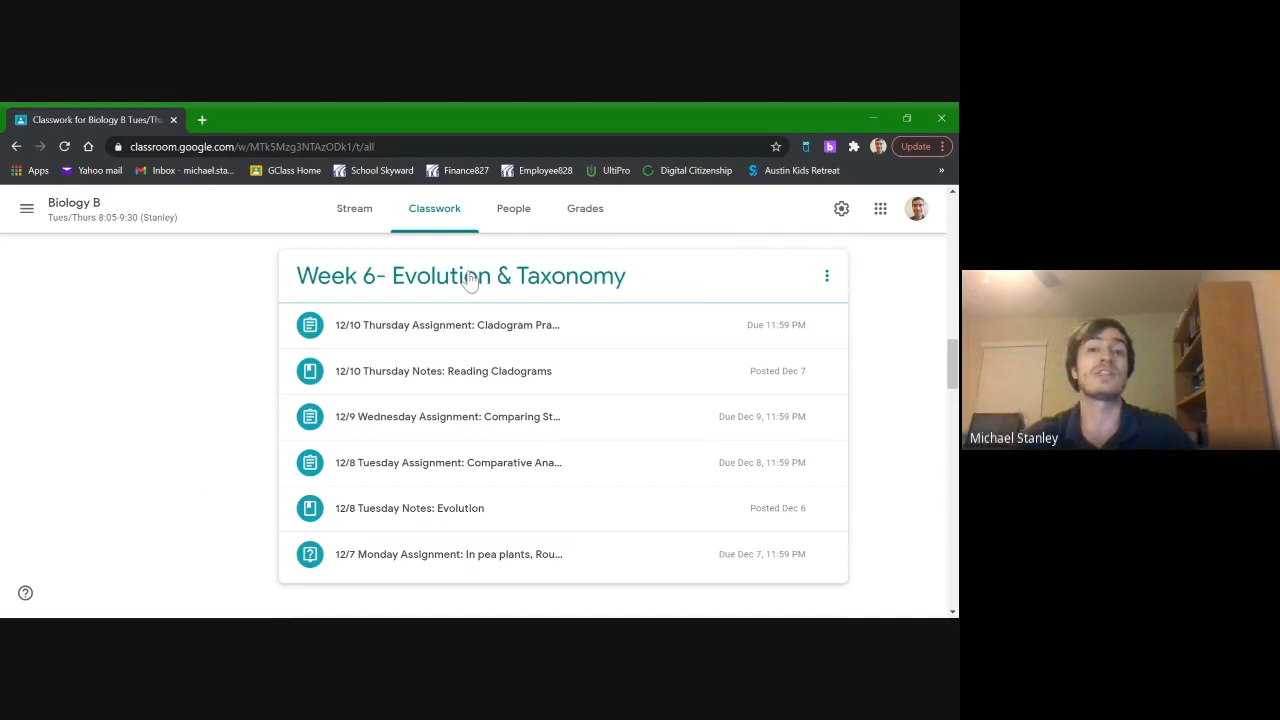 Classwork for Biology B Tues/Th
classroom.google.com/w/MTk5Mzg3NTAzODk1/t/all
Update
Apps
Yahoo mail
Inbox - michael.sta...
GClass Home
School Skyward
Finance827
Employee828
UltiPro
Digital Citizenship
Austin Kids Retreat
»
Biology B
Tues/Thurs 8:05-9:30 (Stanley)
Stream
Classwork
People
Grades
Week 6- Evolution & Taxonomy
12/10 Thursday Assignment: Cladogram Pra...
Due 11:59 PM
12/10 Thursday Notes: Reading Cladograms
Posted Dec 7
12/9 Wednesday Assignment: Comparing St...
Due Dec 9, 11:59 PM
12/8 Tuesday Assignment: Comparative Ana...
Due Dec 8, 11:59 PM
12/8 Tuesday Notes: Evolution
Posted Dec 6
12/7 Monday Assignment: In pea plants, Rou...
Due Dec 7, 11:59 PM
Michael Stanley